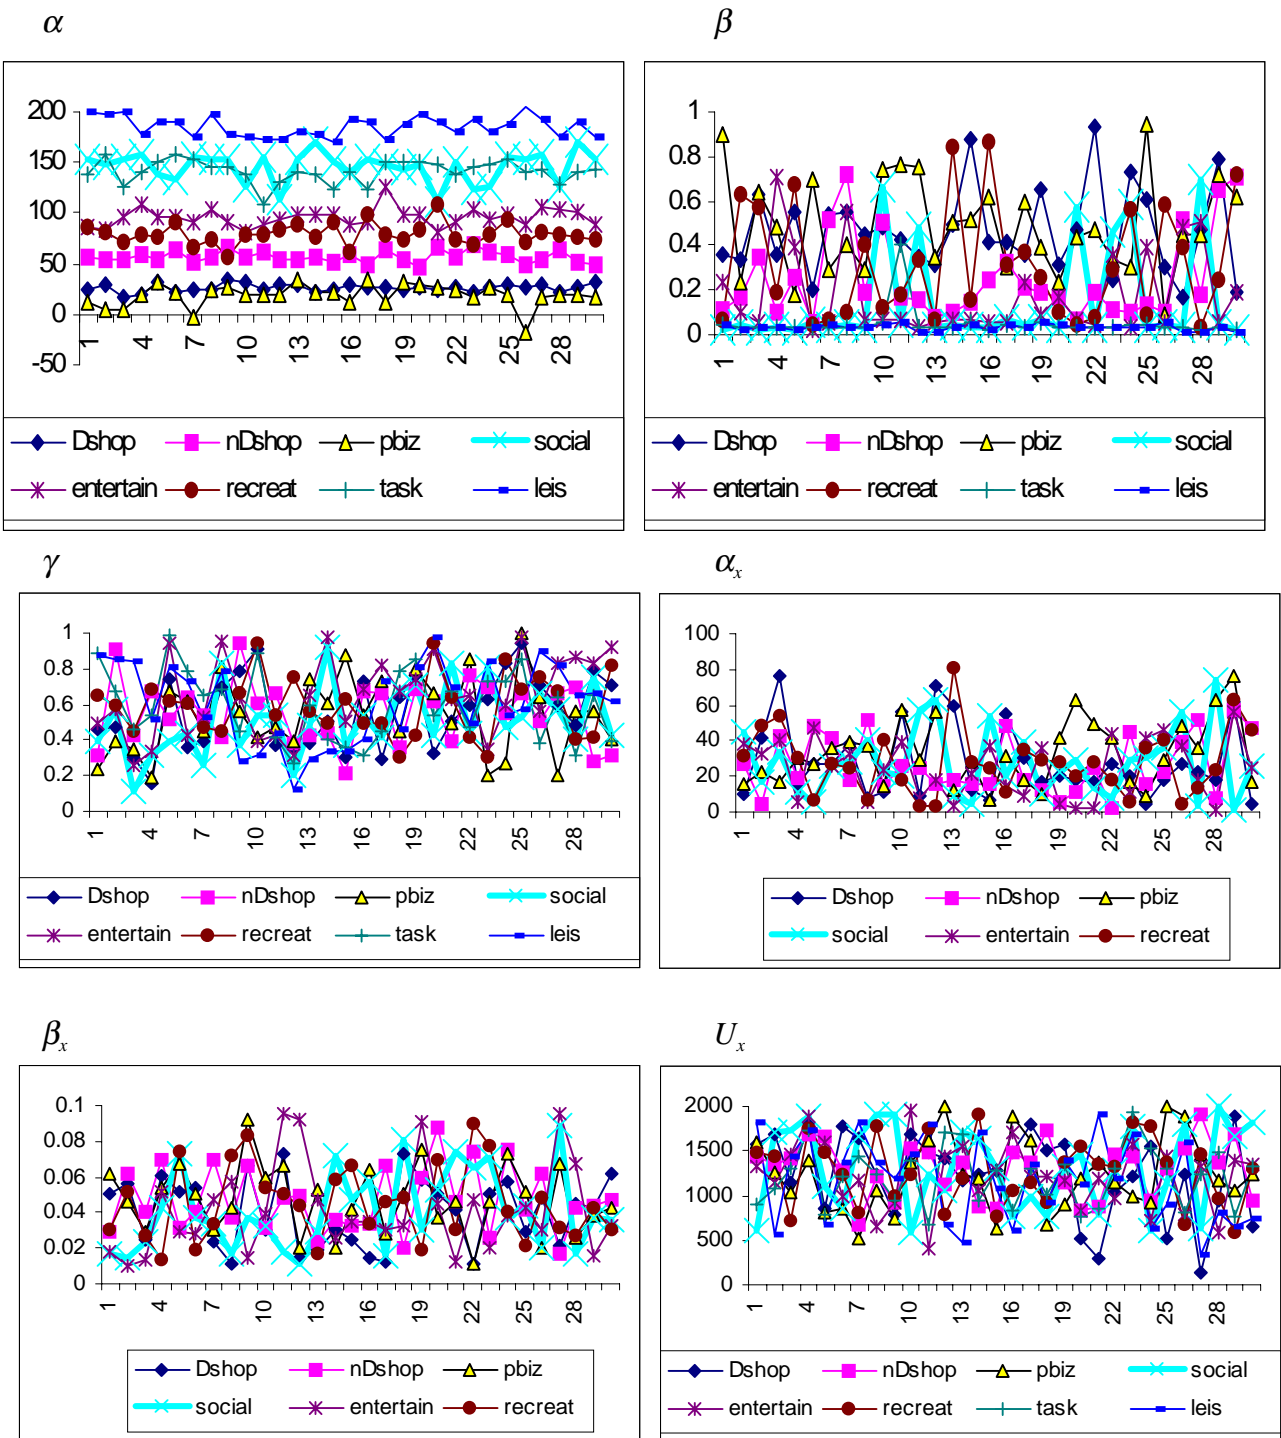 α
β
200
150
100
50
0
-50
1 4 7 10 13 16 19 22 25 28
Dshop nDshop pbiz social
entertain recreat task leis
1
0.8
0.6
0.4
0.2
0
1 4 7 10 13 16 19 22 25 28
Dshop nDshop pbiz social
entertain recreat task leis
γ
α_x
1
0.8
0.6
0.4
0.2
0
1 4 7 10 13 16 19 22 25 28
Dshop nDshop pbiz social
entertain recreat task leis
100
80
60
40
20
0
1 4 7 10 13 16 19 22 25 28
Dshop nDshop pbiz
social entertain recreat
β_x
U_x
0.1
0.08
0.06
0.04
0.02
0
1 4 7 10 13 16 19 22 25 28
Dshop nDshop pbiz
social entertain recreat
2000
1500
1000
500
0
1 4 7 10 13 16 19 22 25 28
Dshop nDshop pbiz social
entertain recreat task leis